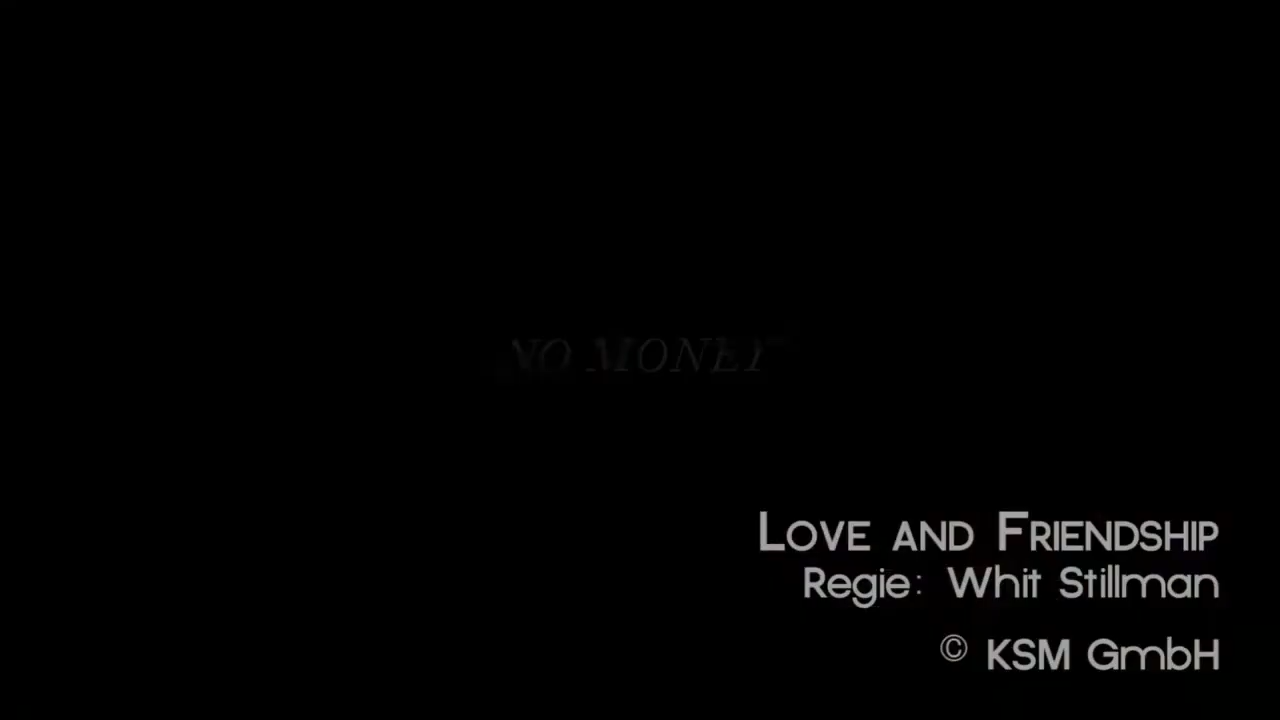 NO MONEY
LOVE AND FRIENDSHIP
Regie: Whit Stillman
© KSM GmbH